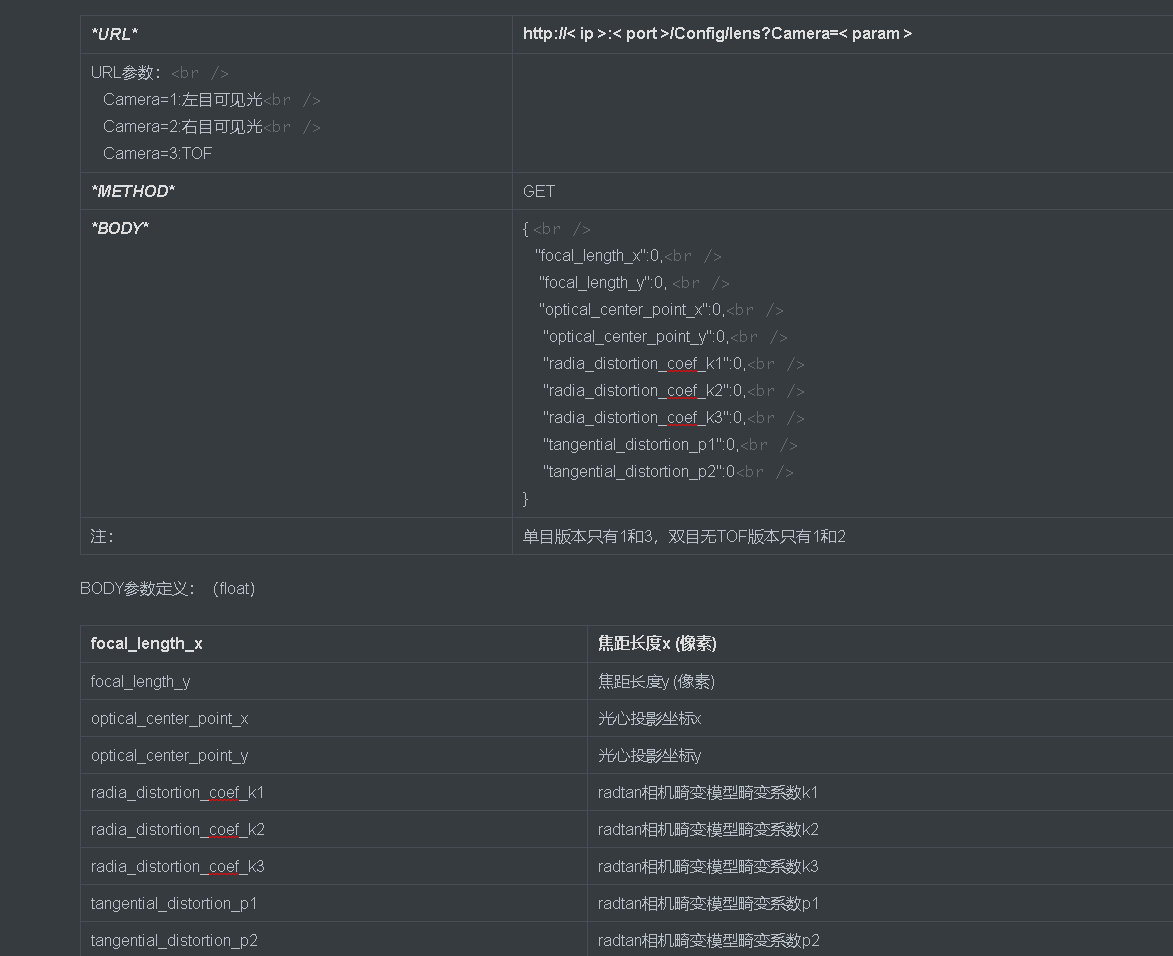 *URL*
http://< ip >:< port >/Config/lens?Camera=< param >
URL参数：<br />
Camera=1:左目可见光<br />
Camera=2:右目可见光<br />
Camera=3:TOF
*METHOD*
GET
*BODY*
{<br />
"focal_length_x":0,<br />
"focal_length_y":0, <br />
"optical_center_point_x":0,<br />
"optical_center_point_y":0,<br />
"radia_distortion_coef_k1":0,<br />
"radia_distortion_coef_k2":0,<br />
"radia_distortion_coef_k3":0,<br />
"tangential_distortion_p1":0,<br />
"tangential_distortion_p2":0<br />
}
注：
单目版本只有1和3，双目无TOF版本只有1和2
BODY参数定义：（float）
focal_length_x
焦距长度x (像素)
focal_length_y
焦距长度y (像素)
optical_center_point_x
光心投影坐标x
optical_center_point_y
光心投影坐标y
radia_distortion_coef_k1
radtan相机畸变模型畸变系数k1
radia_distortion_coef_k2
radtan相机畸变模型畸变系数k2
radia_distortion_coef_k3
radtan相机畸变模型畸变系数k3
tangential_distortion_p1
radtan相机畸变模型畸变系数p1
tangential_distortion_p2
radtan相机畸变模型畸变系数p2